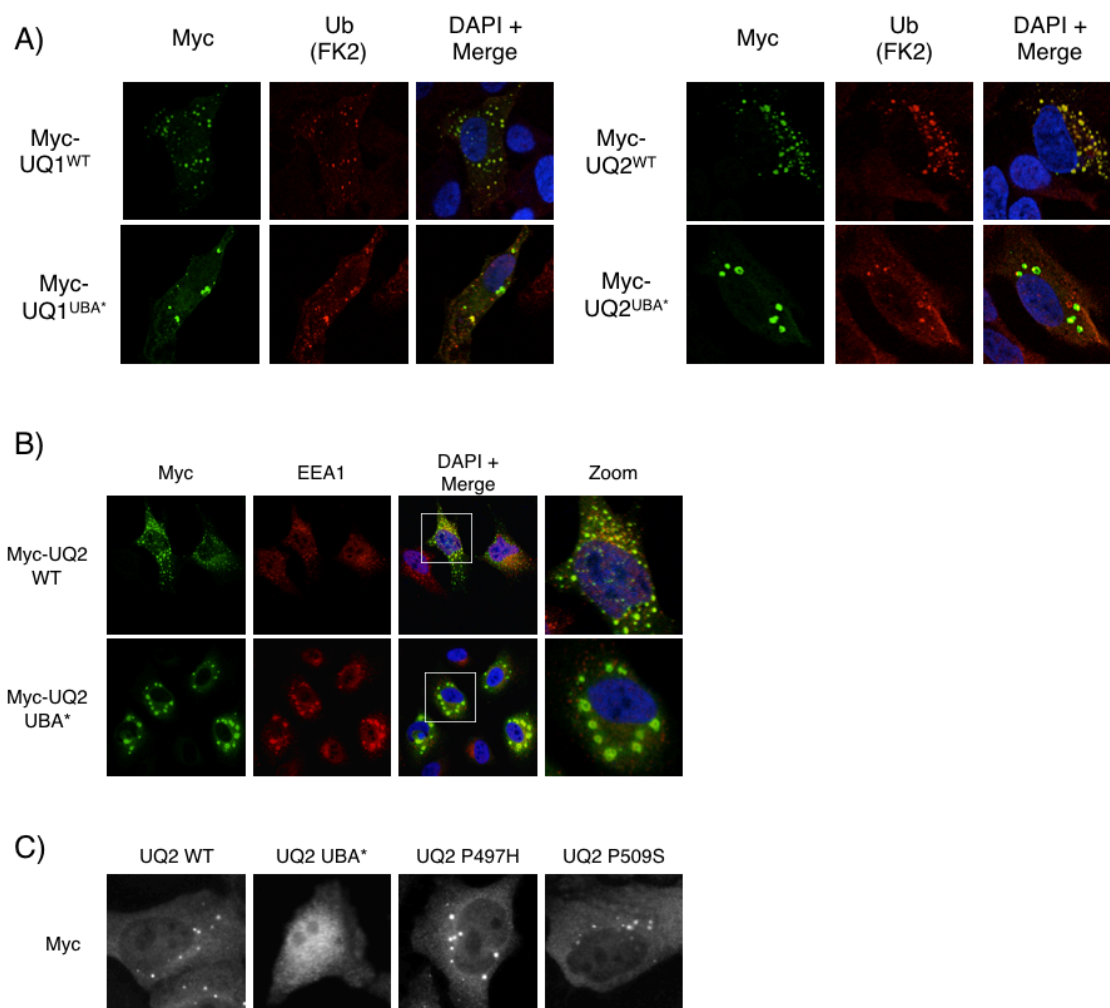 A)
Myc
Ub
(FK2)
DAPI +
Merge
Myc
Ub
(FK2)
DAPI +
Merge
Myc-
UQ1WT
Myc-
UQ2WT
Myc-
UQ1UBA*
Myc-
UQ2UBA*
B)
Myc
EEA1
DAPI +
Merge
Zoom
Myc-UQ2
WT
Myc-UQ2
UBA*
C)
UQ2 WT
UQ2 UBA*
UQ2 P497H
UQ2 P509S
Myc